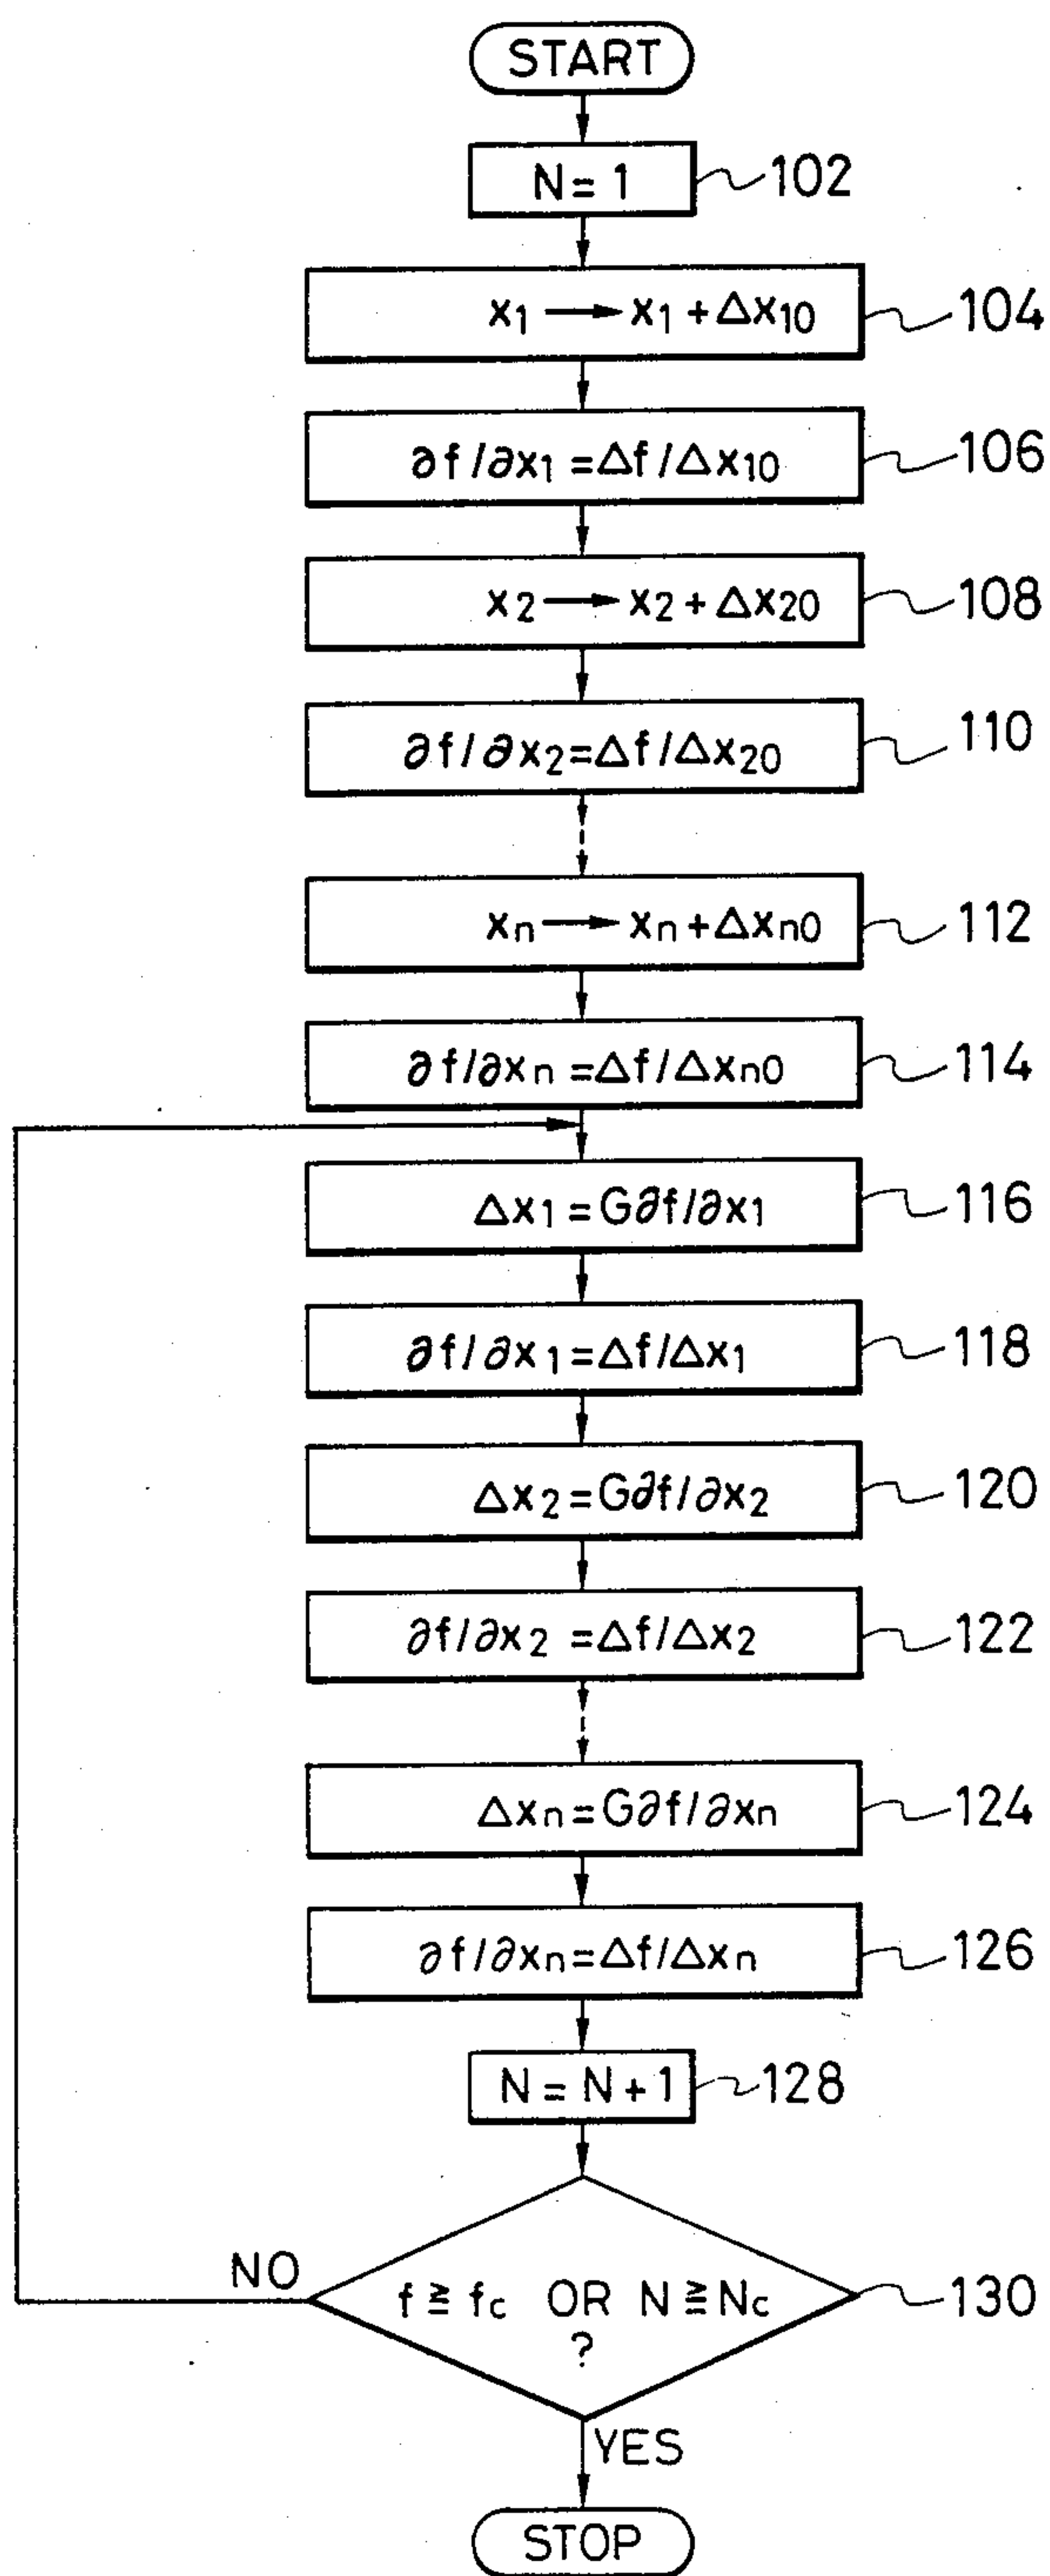 START
N = 1 102
x₁ → x₁ + Δx₁₀ 104
∂f/∂x₁ = Δf/Δx₁₀ 106
x₂ → x₂ + Δx₂₀ 108
∂f/∂x₂ = Δf/Δx₂₀ 110
xₙ → xₙ + Δxₙ₀ 112
∂f/∂xₙ = Δf/Δxₙ₀ 114
Δx₁ = G∂f/∂x₁ 116
∂f/∂x₁ = Δf/Δx₁ 118
Δx₂ = G∂f/∂x₂ 120
∂f/∂x₂ = Δf/Δx₂ 122
Δxₙ = G∂f/∂xₙ 124
∂f/∂xₙ = Δf/Δxₙ 126
N = N + 1 128
NO
f ≧ fc OR N ≧ Nc 130
?
YES
STOP